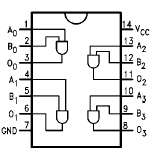 A0 1 14 VCC
B0 2 13 A2
O0 3 12 B2
A1 4 11 O2
B1 5 10 A3
O1 6 9 B3
GND 7 8 O3